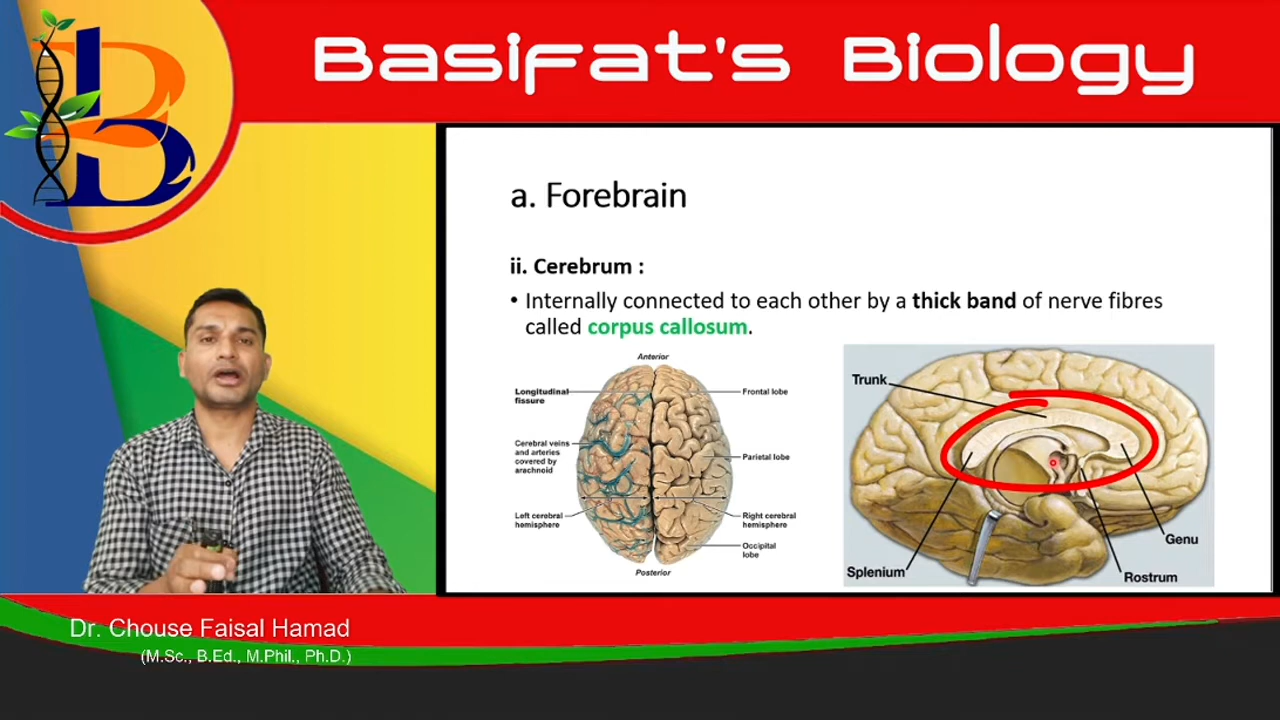 B
Basifat's Biology
a. Forebrain
ii. Cerebrum :
• Internally connected to each other by a thick band of nerve fibres
called corpus callosum.
Anterior
Longitudinal
fissure
Cerebral veins
and arteries
covered by
arachnoid
Left cerebral
hemisphere
Frontal lobe
Parietal lobe
Right cerebral
hemisphere
Occipital
lobe
Posterior
Trunk
Splenium
Genu
Rostrum
Dr. Chouse Faisal Hamad
(M.Sc., B.Ed., M.Phil., Ph.D.)